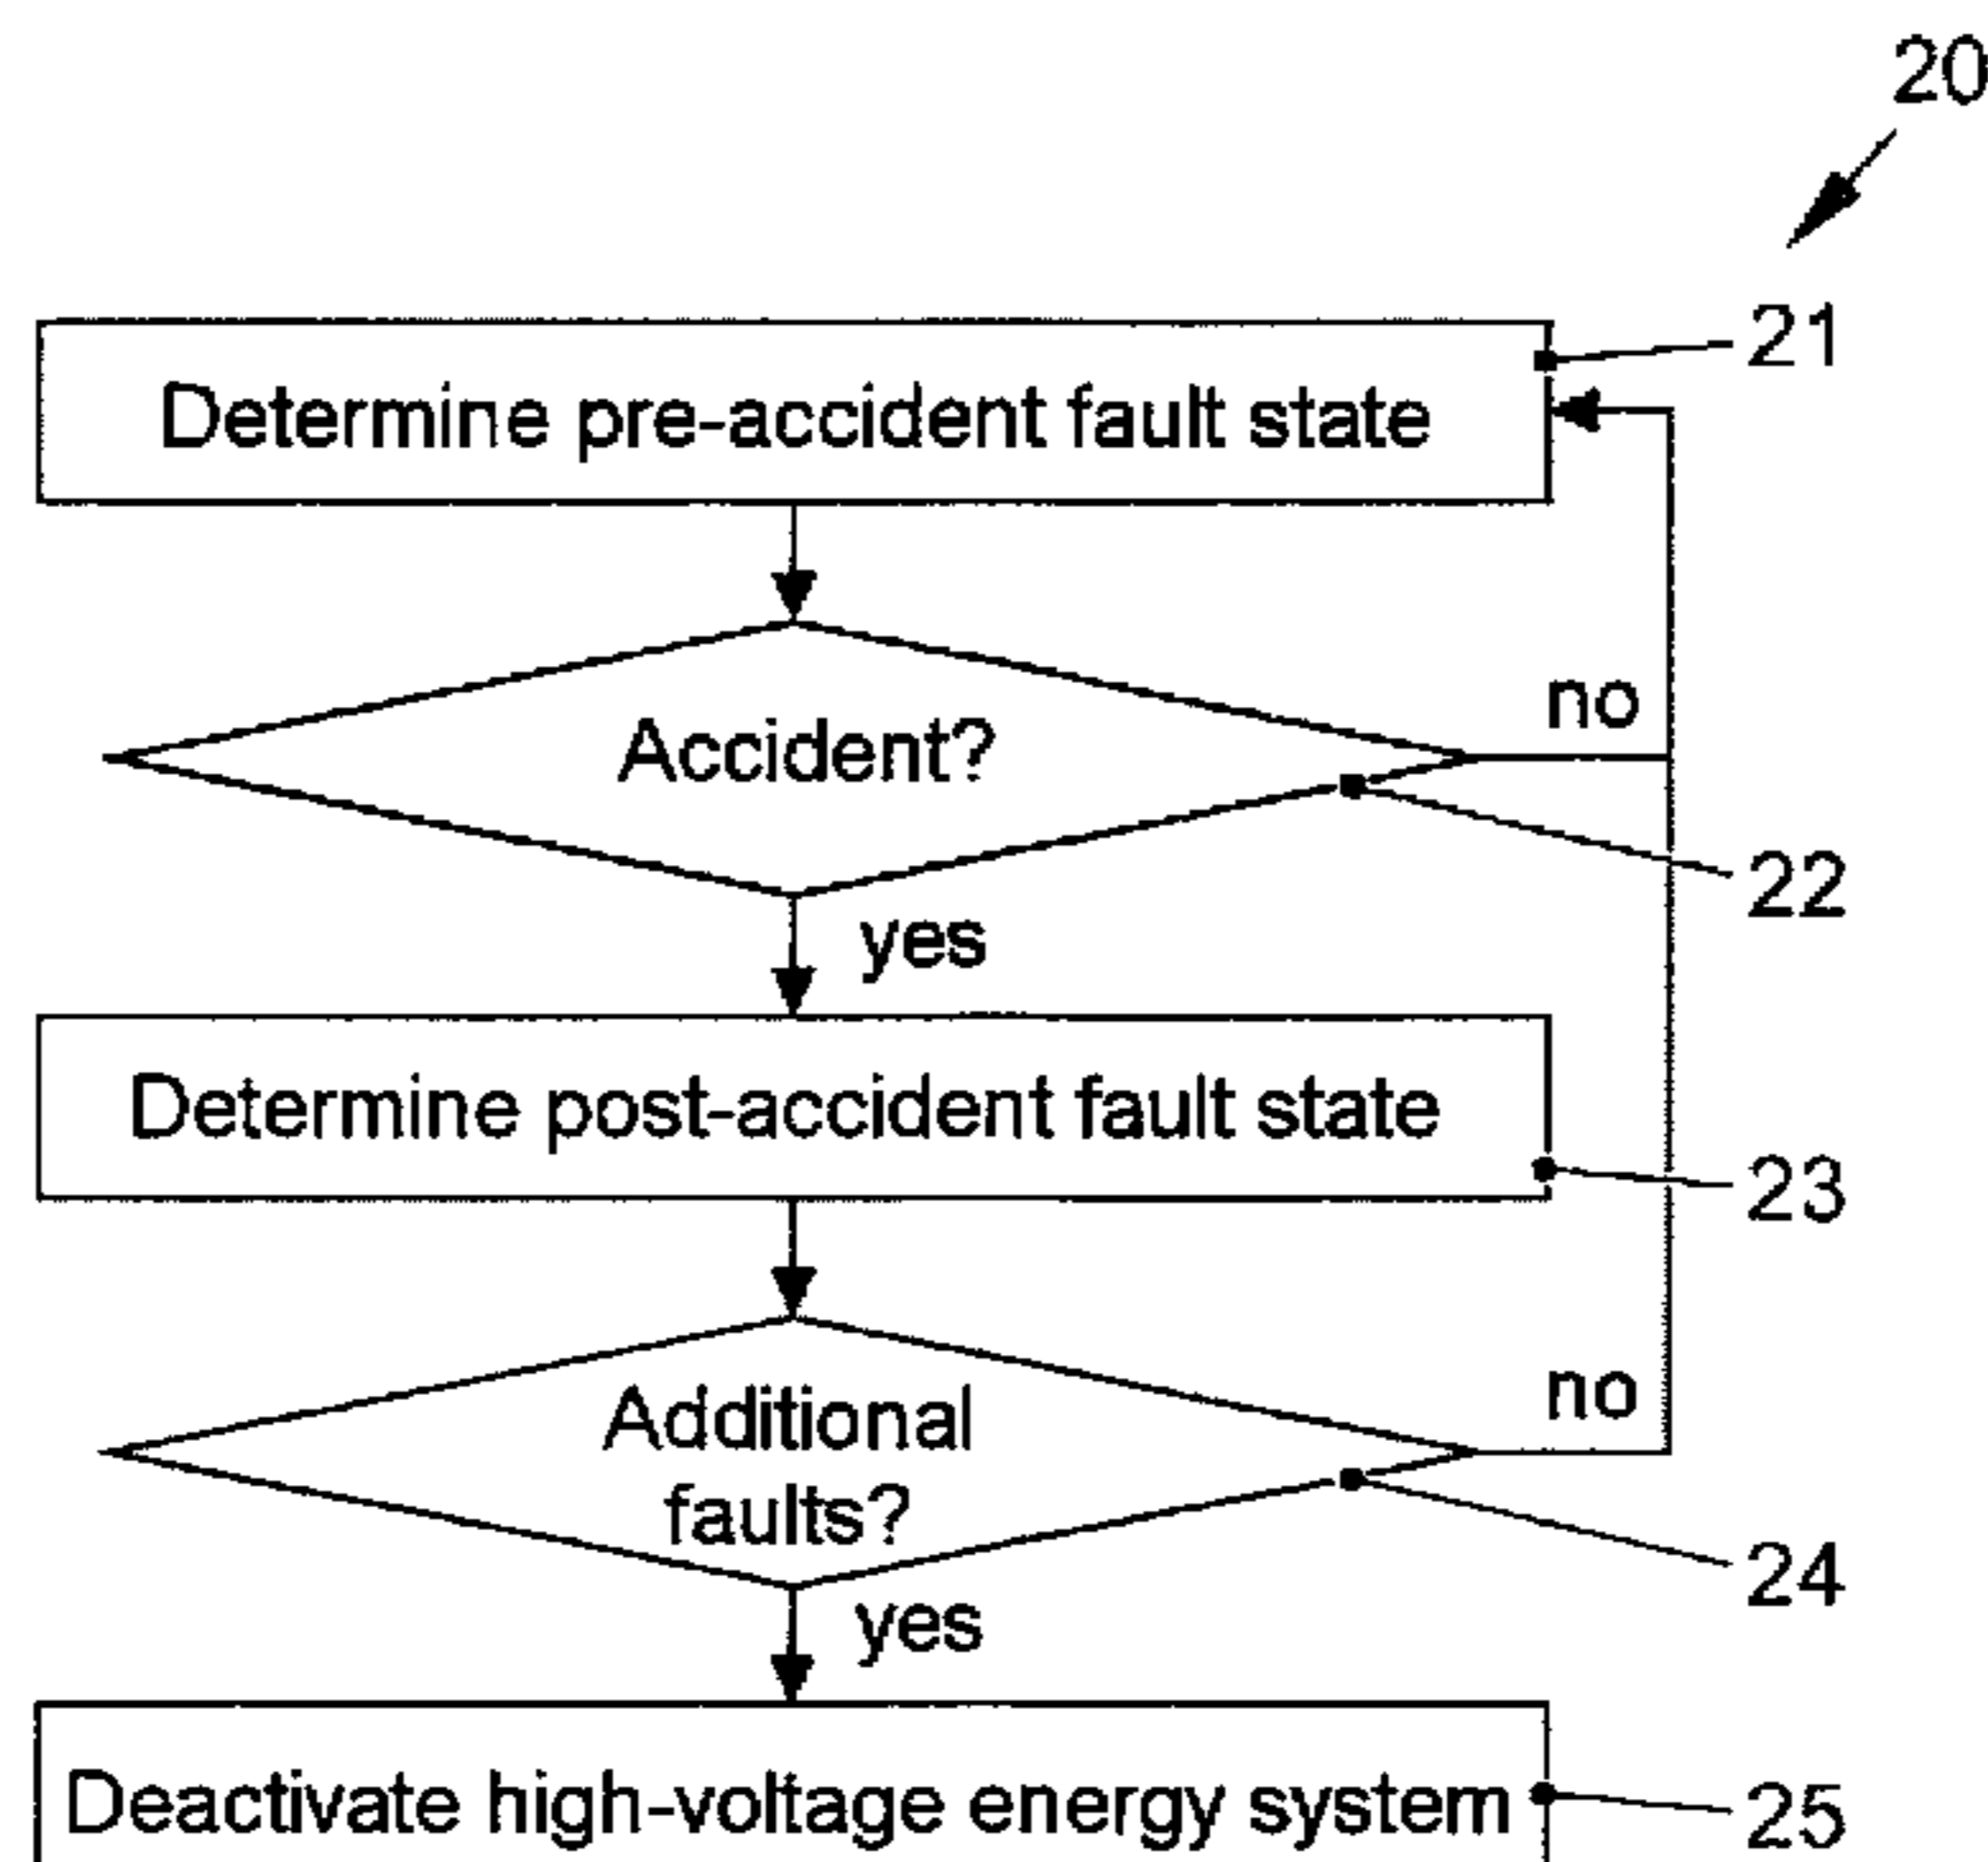 20
21
Determine pre-accident fault state
no
Accident?
22
yes
Determine post-accident fault state
23
no
Additional
faults?
24
yes
Deactivate high-voltage energy system
25